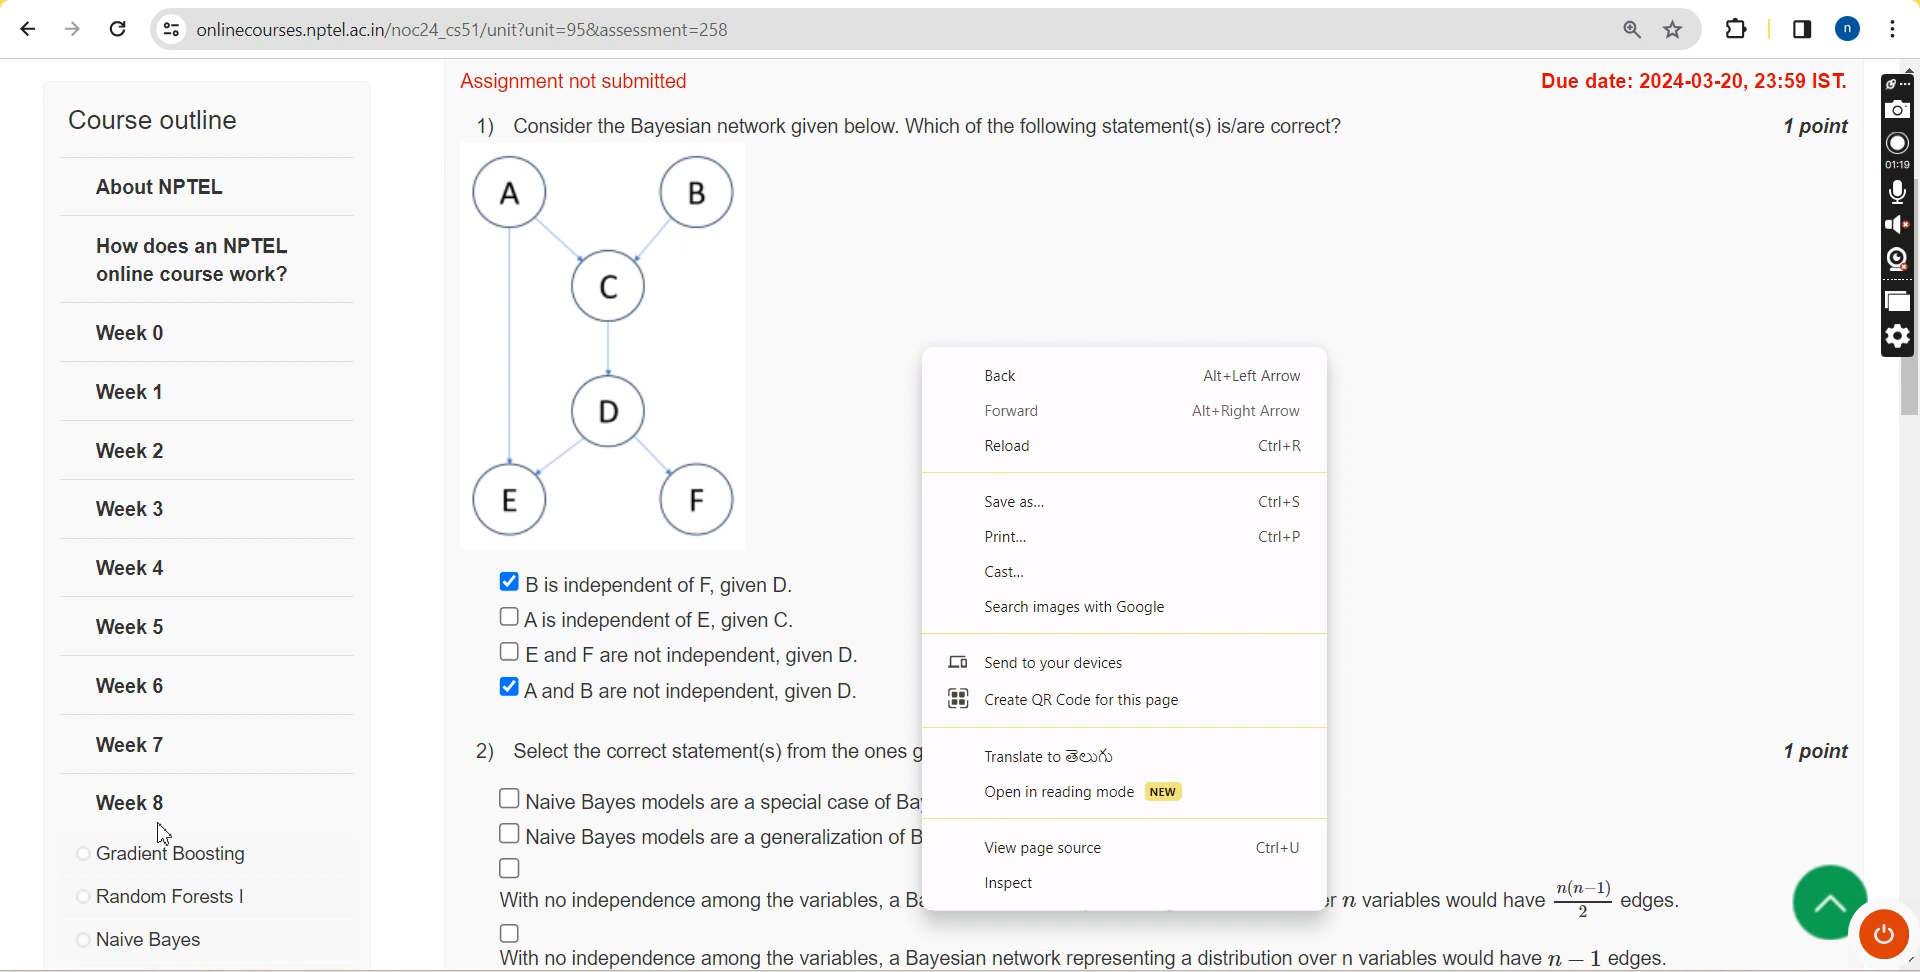 onlinecourses.nptel.ac.in/noc24_cs51/unit?unit=95&assessment=258
n
Course outline
About NPTEL
How does an NPTEL
online course work?
Week 0
Week 1
Week 2
Week 3
Week 4
Week 5
Week 6
Week 7
Week 8
Gradient Boosting
Random Forests I
Naive Bayes
Assignment not submitted
Due date: 2024-03-20, 23:59 IST.
1) Consider the Bayesian network given below. Which of the following statement(s) is/are correct?
1 point
A
B
C
D
E
F
B is independent of F, given D.
A is independent of E, given C.
E and F are not independent, given D.
A and B are not independent, given D.
2) Select the correct statement(s) from the ones g
1 point
Naive Bayes models are a special case of Ba
Naive Bayes models are a generalization of B
With no independence among the variables, a Ba
er n variables would have n(n−1)/2 edges.
With no independence among the variables, a Bayesian network representing a distribution over n variables would have n − 1 edges.
Back Alt+Left Arrow
Forward Alt+Right Arrow
Reload Ctrl+R
Save as... Ctrl+S
Print... Ctrl+P
Cast...
Search images with Google
Send to your devices
Create QR Code for this page
Translate to తెలుగు
Open in reading mode NEW
View page source Ctrl+U
Inspect
01:19